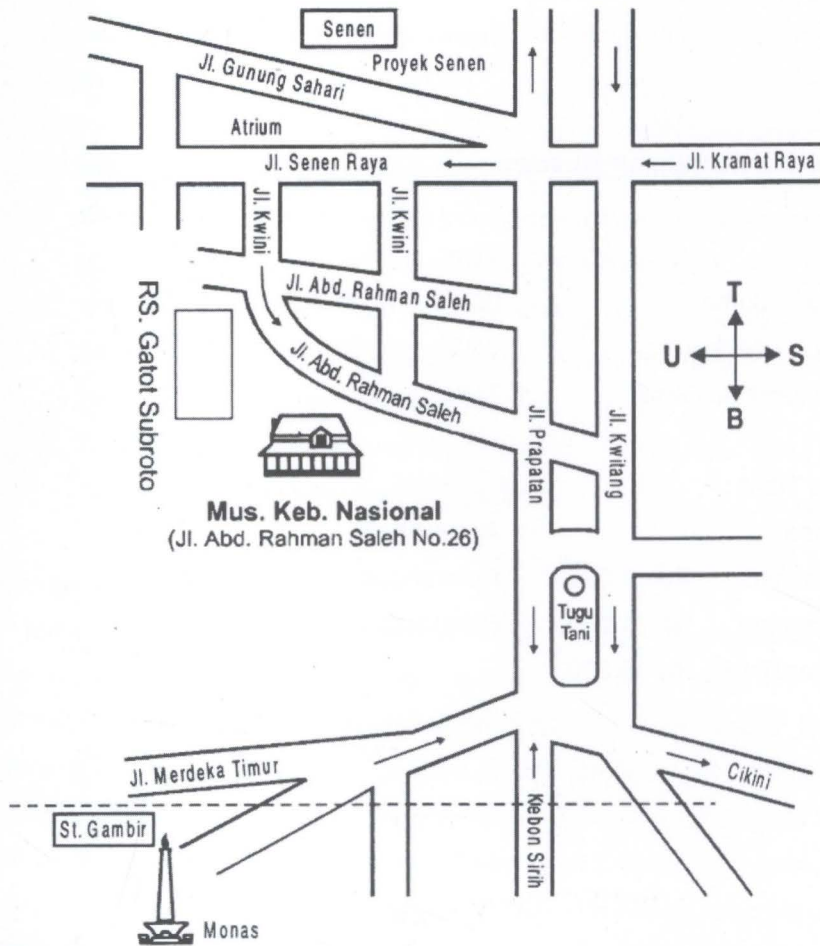 Senen
Proyek Senen
Jl. Gunung Sahari
Atrium
Jl. Senen Raya
Jl. Kramat Raya
Jl. Kwini
Jl. Kwini
Jl. Abd. Rahman Saleh
RS. Gatot Subroto
T
U
S
B
Jl. Abd. Rahman Saleh
Jl. Prapatan
Jl. Kwitang
Mus. Keb. Nasional
(Jl. Abd. Rahman Saleh No.26)
Tugu
Tani
Jl. Merdeka Timur
Cikini
Kebon Sirih
St. Gambir
Monas